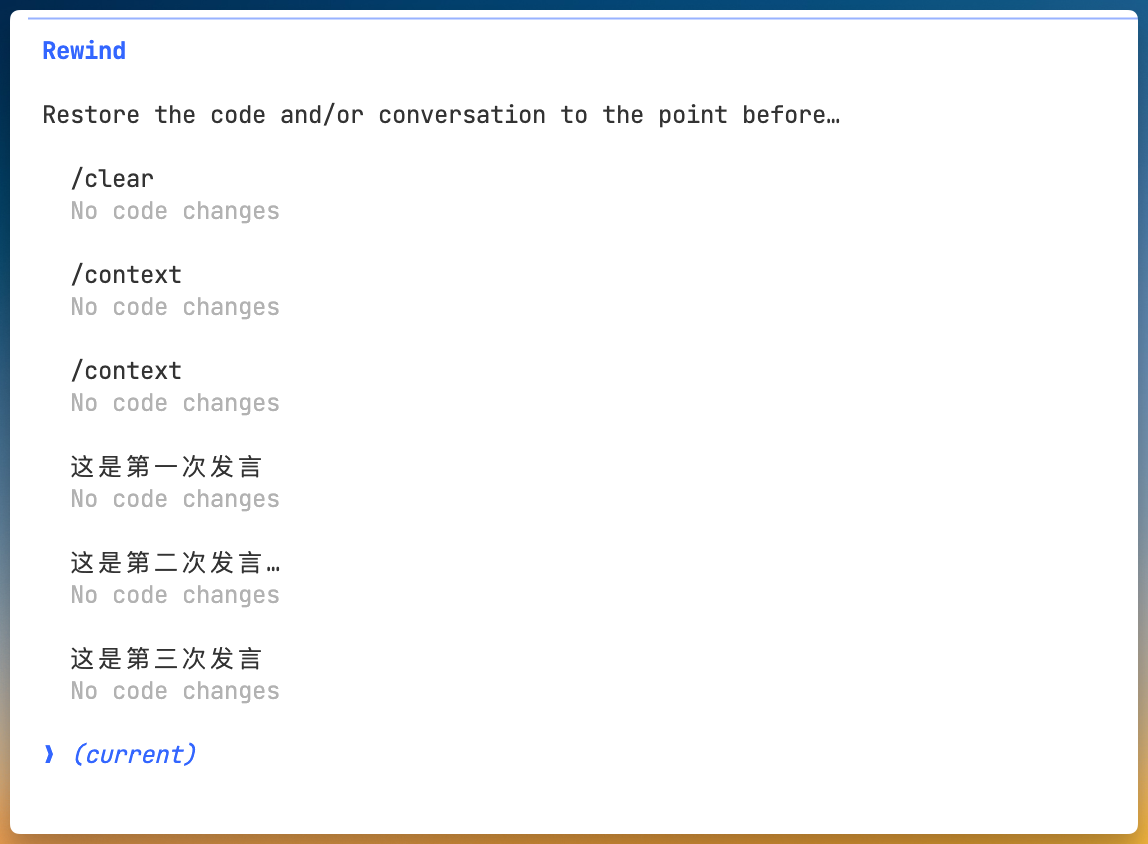 Rewind
Restore the code and/or conversation to the point before…
/clear
No code changes
/context
No code changes
/context
No code changes
这是第一次发言
No code changes
这是第二次发言…
No code changes
这是第三次发言
No code changes
❱ (current)